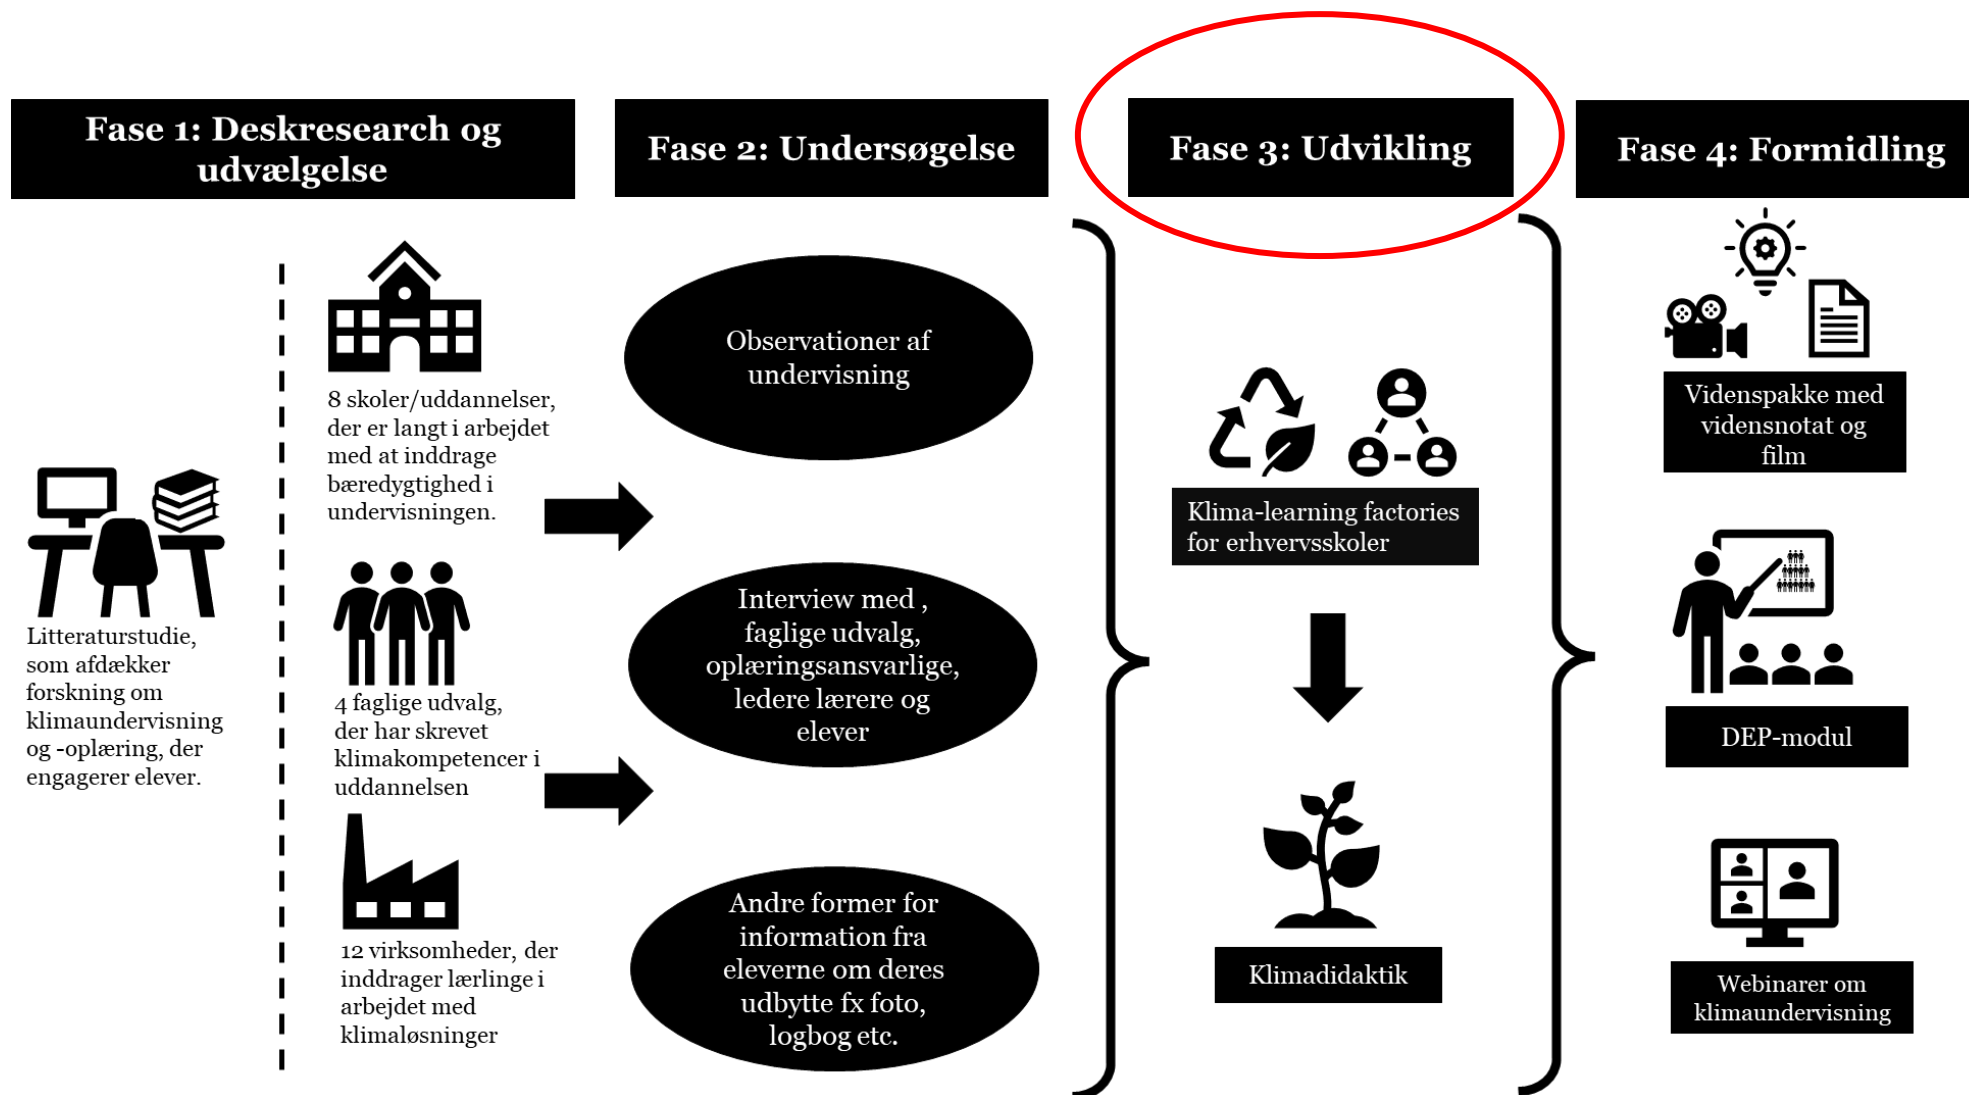 Fase 1: Deskresearch og
udvælgelse
Litteraturstudie,
som afdækker
forskning om
klimaundervisning
og -oplæring, der
engagerer elever.
8 skoler/uddannelser,
der er langt i arbejdet
med at inddrage
bæredygtighed i
undervisningen.
4 faglige udvalg,
der har skrevet
klimakompetencer i
uddannelsen
12 virksomheder, der
inddrager lærlinge i
arbejdet med
klimaløsninger
Fase 2: Undersøgelse
Observationer af
undervisning
Interview med ,
faglige udvalg,
oplæringsansvarlige,
ledere lærere og
elever
Andre former for
information fra
eleverne om deres
udbytte fx foto,
logbog etc.
Fase 3: Udvikling
Klima-learning factories
for erhvervsskoler
Klimadidaktik
Fase 4: Formidling
Videnspakke med
vidensnotat og
film
DEP-modul
Webinarer om
klimaundervisning